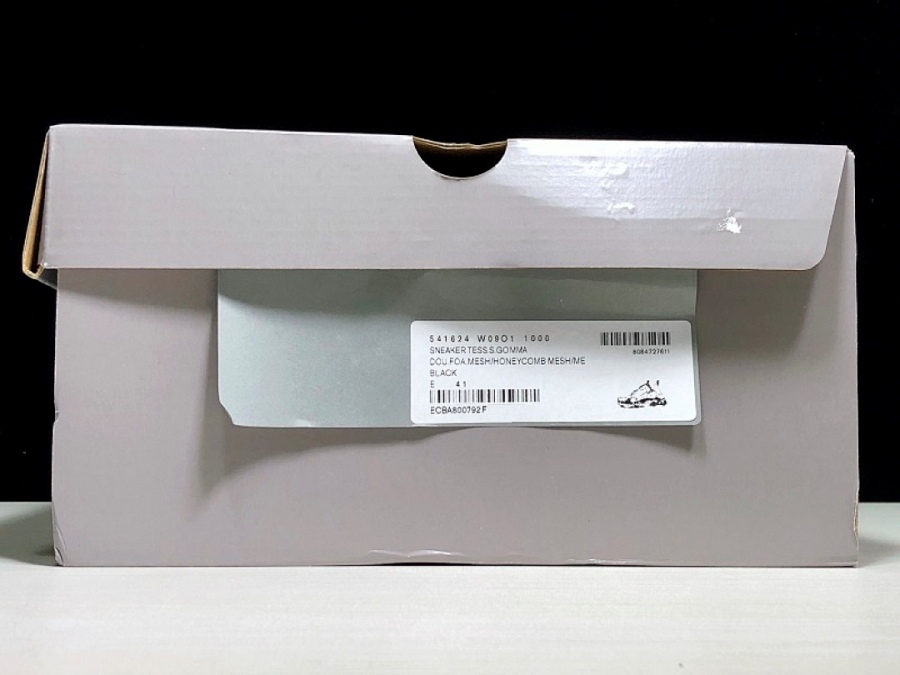 541624 W09O1 1000
SNEAKER TESS.S.GOMMA
DOU.FOA.MESH/HONEYCOMB MESH/ME
BLACK
E 41
ECBA800792F
8084727611